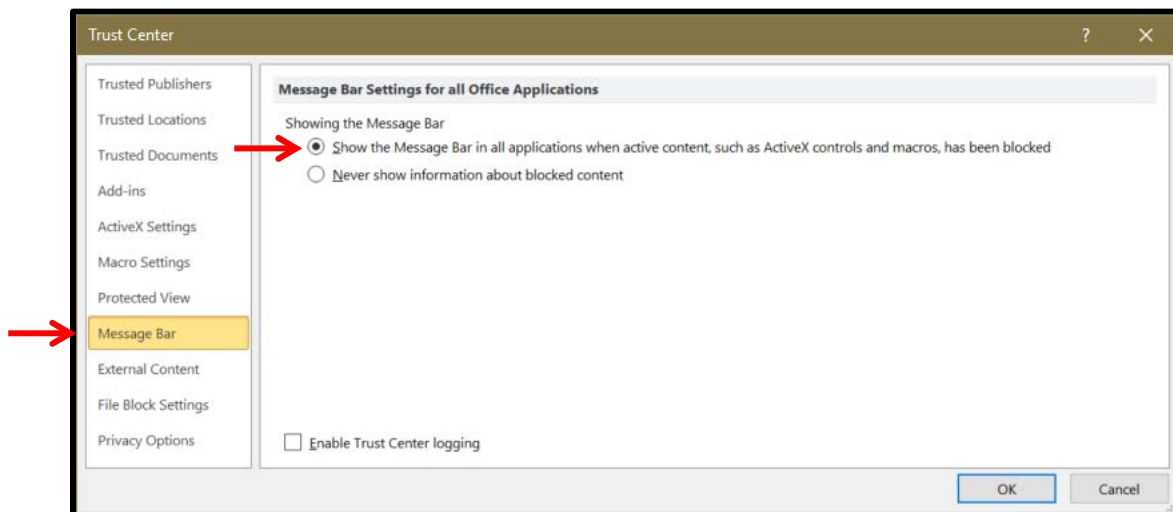 Trust Center
?
Trusted Publishers
Trusted Locations
Trusted Documents
Add-ins
ActiveX Settings
Macro Settings
Protected View
Message Bar
External Content
File Block Settings
Privacy Options
Message Bar Settings for all Office Applications
Showing the Message Bar
Show the Message Bar in all applications when active content, such as ActiveX controls and macros, has been blocked
Never show information about blocked content
Enable Trust Center logging
OK
Cancel